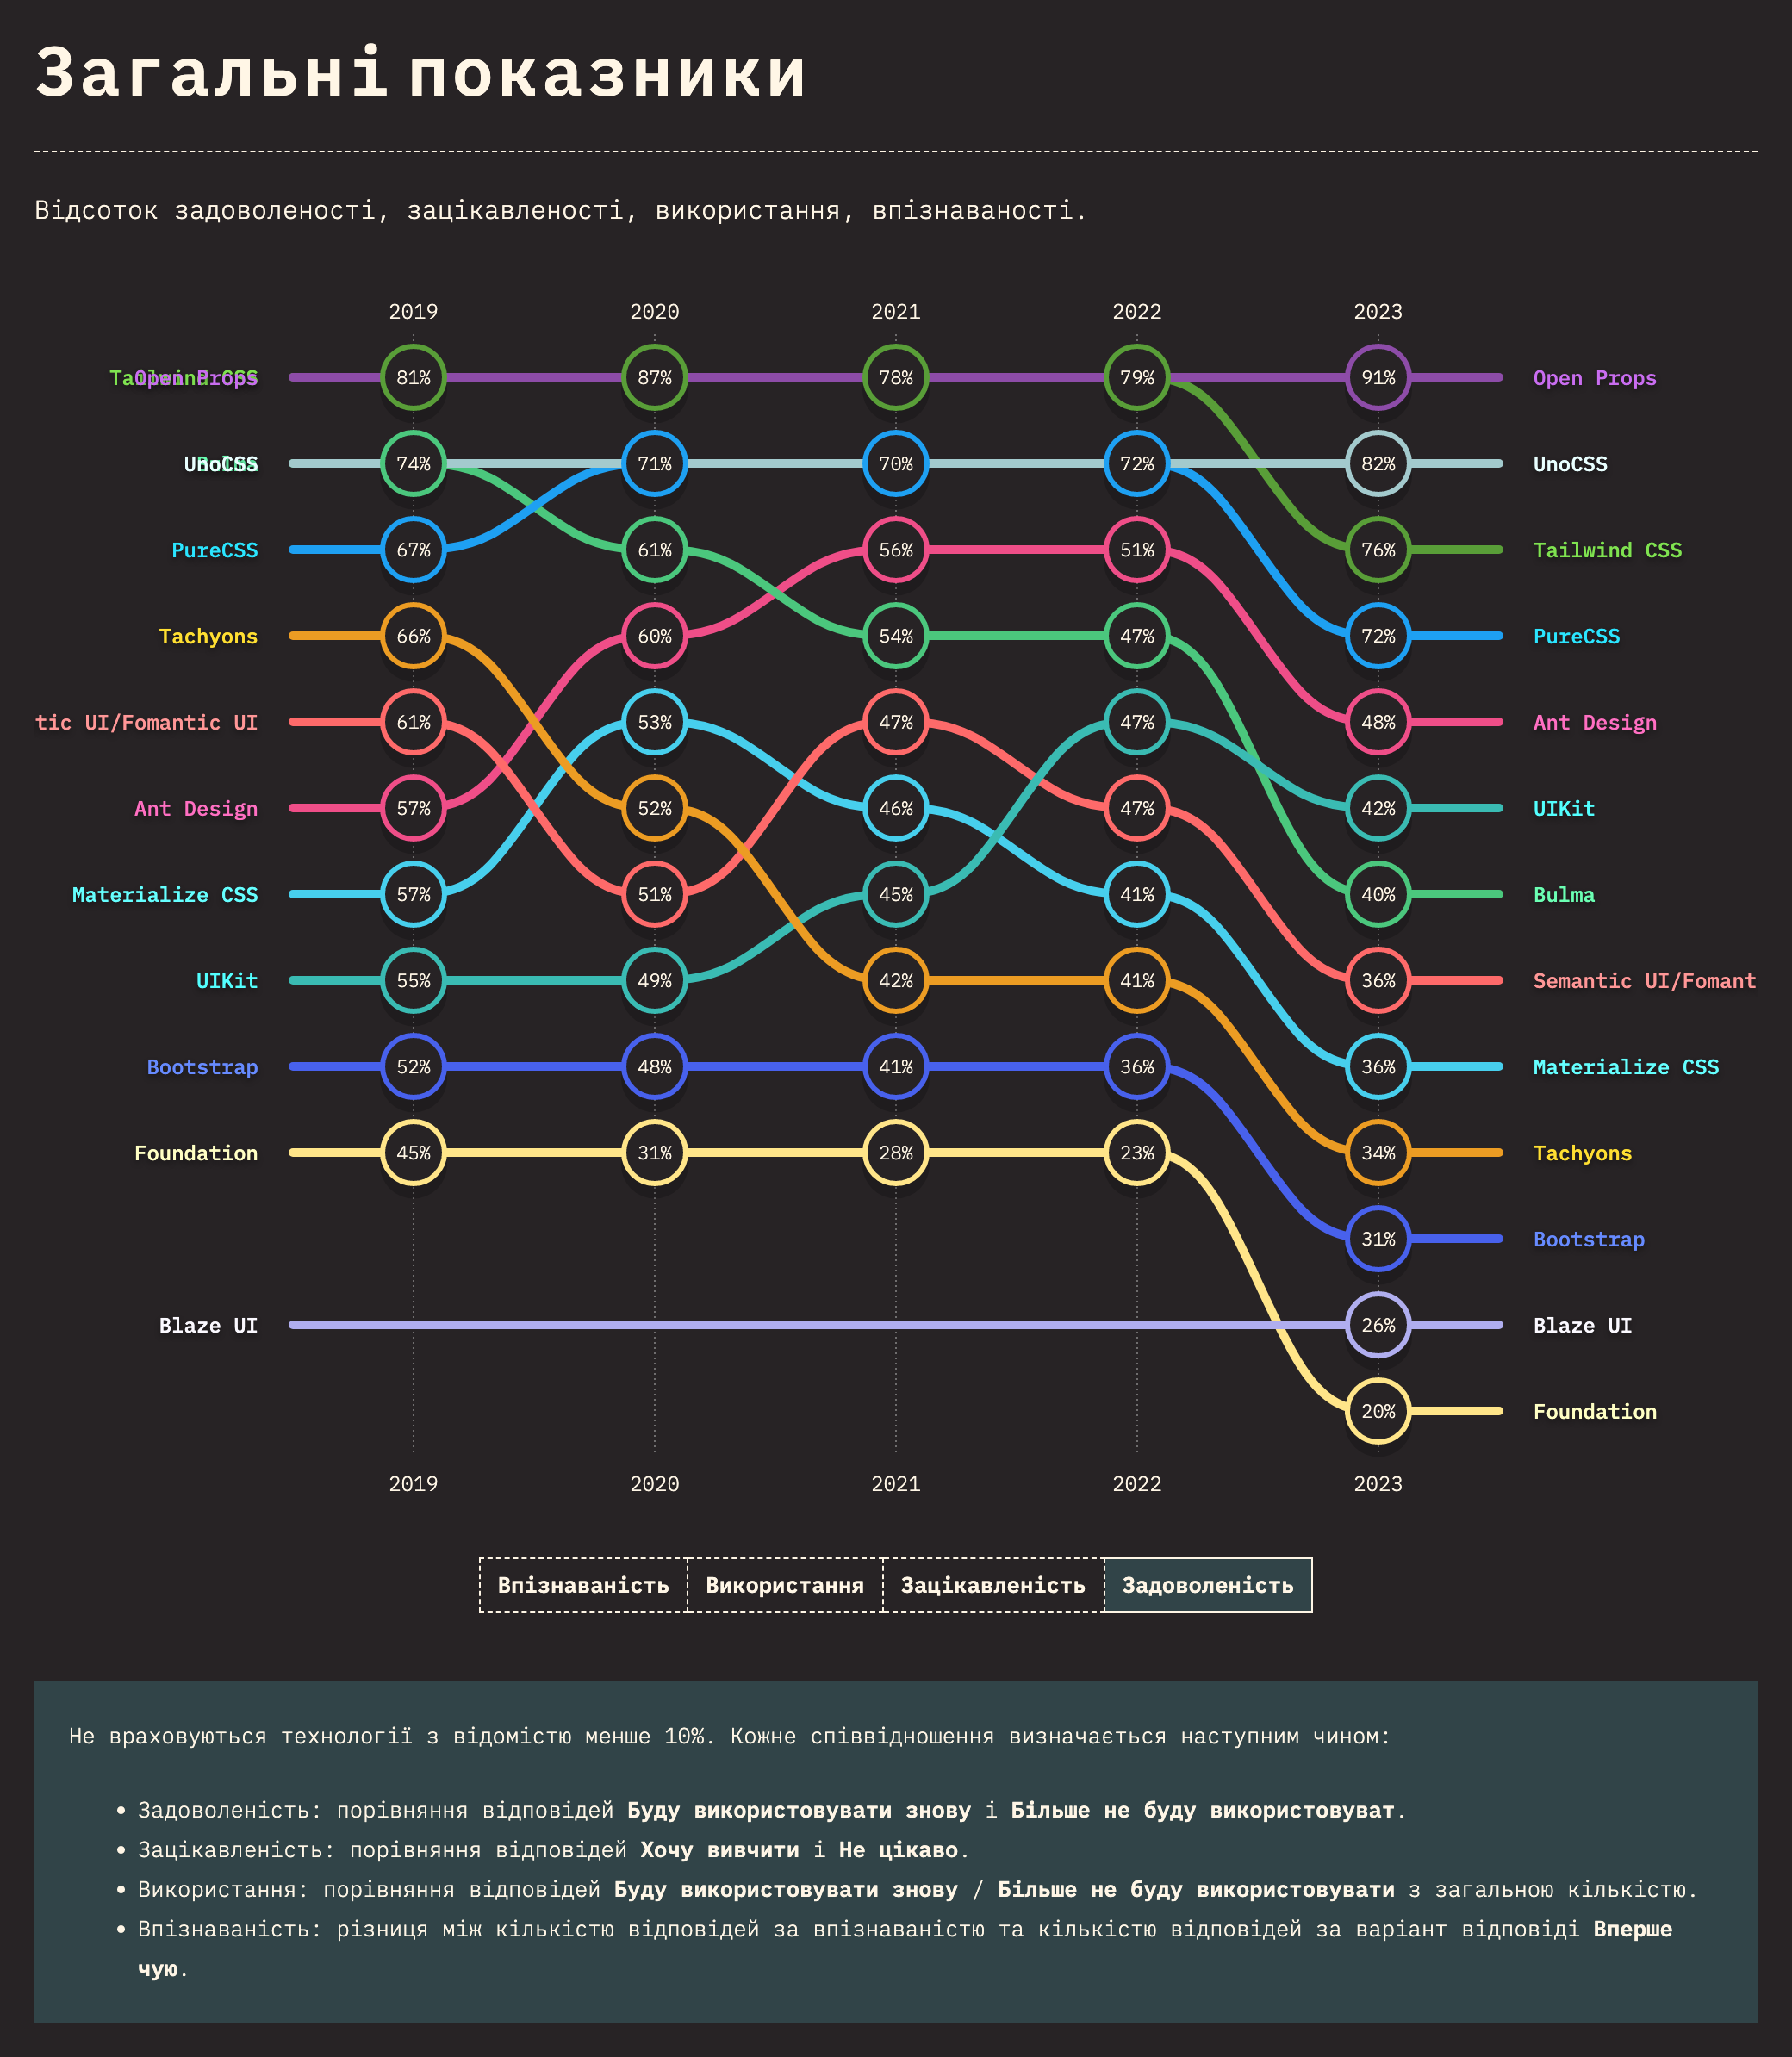 Загальні показники
Відсоток задоволеності, зацікавленості, використання, впізнаваності.
2019 2020 2021 2022 2023
Tailwind CSS Open Props 81% 87% 78% 79% 91% Open Props
UnoCSS 74% 71% 70% 72% 82% UnoCSS
PureCSS 67% 61% 56% 51% 76% Tailwind CSS
Tachyons 66% 60% 54% 47% 72% PureCSS
tic UI/Fomantic UI 61% 53% 47% 47% 48% Ant Design
Ant Design 57% 52% 46% 47% 42% UIKit
Materialize CSS 57% 51% 45% 41% 40% Bulma
UIKit 55% 49% 42% 41% 36% Semantic UI/Fomant
Bootstrap 52% 48% 41% 36% 36% Materialize CSS
Foundation 45% 31% 28% 23% 34% Tachyons
31% Bootstrap
Blaze UI 26% Blaze UI
20% Foundation
2019 2020 2021 2022 2023
Впізнаваність Використання Зацікавленість Задоволеність
Не враховуються технології з відомістю менше 10%. Кожне співвідношення визначається наступним чином:
• Задоволеність: порівняння відповідей Буду використовувати знову і Більше не буду використовуват.
• Зацікавленість: порівняння відповідей Хочу вивчити і Не цікаво.
• Використання: порівняння відповідей Буду використовувати знову / Більше не буду використовувати з загальною кількістю.
• Впізнаваність: різниця між кількістю відповідей за впізнаваністю та кількістю відповідей за варіант відповіді Вперше
чую.